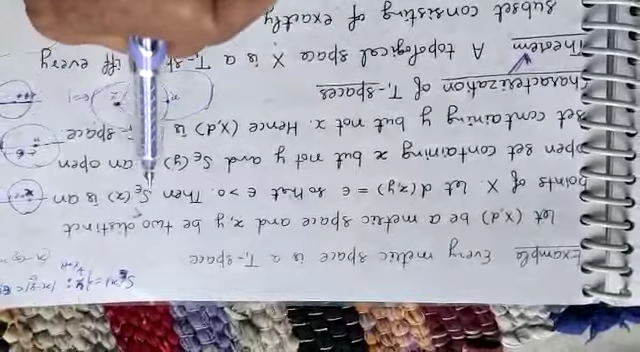 Example Every metric space is a T₁-space
let (X,d) be a metric space and x,y be two distinct
points of X. let d(x,y) = ε so that ε>0. Then Sε(x) is an
open set containing x but not y and Sε(y) an open
set containing y but not x. Hence (X,d) is T₁-space
Characterization of T₁-spaces
Theorem A topological space X is a T₁-sp iff every
subset consisting of exactly